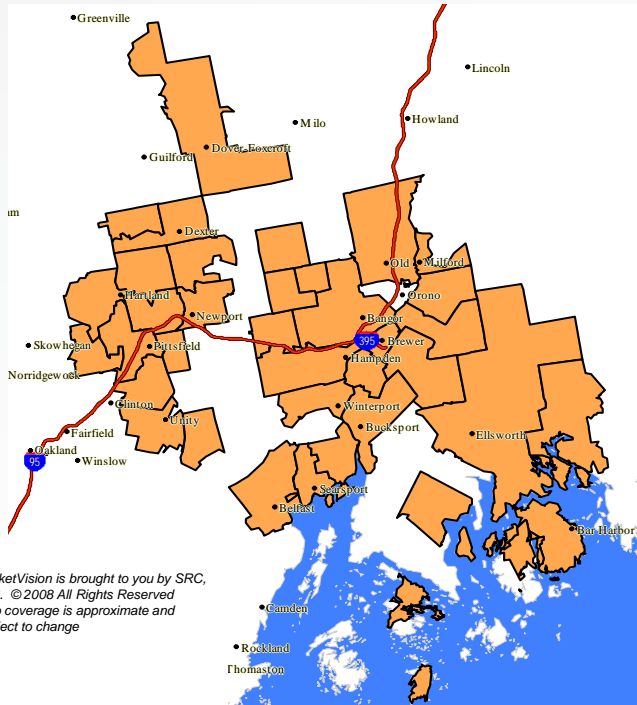 Greenville
Lincoln
Howland
Milo
Dover-Foxcroft
Guilford
Dexter
Old
Milford
Hartland
Orono
Newport
Bangor
395
Brewer
Skowhegan
Pittsfield
Hampden
Norridgewock
Clinton
Winterport
Unity
Bucksport
Fairfield
Ellsworth
Oakland
95
Winslow
Searsport
Belfast
Bar Harbor
ketVision is brought to you by SRC,
. ©2008 All Rights Reserved
o coverage is approximate and
ject to change
Camden
Rockland
Thomaston